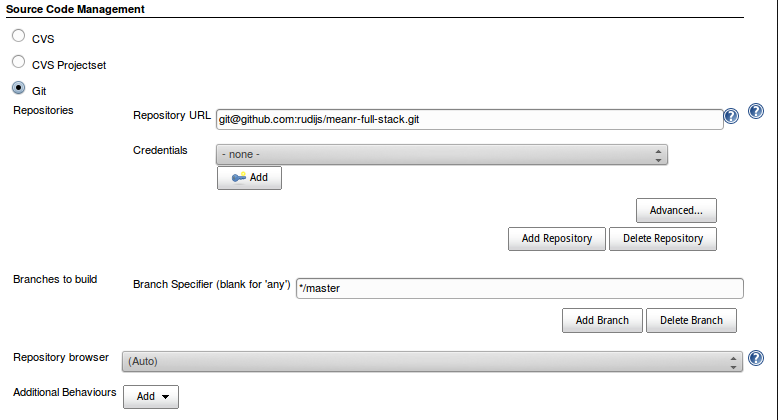 Source Code Management
CVS
CVS Projectset
Git
Repositories
Repository URL
git@github.com:rudijs/meanr-full-stack.git
Credentials
- none -
Add
Advanced...
Add Repository
Delete Repository
Branches to build
Branch Specifier (blank for 'any')
*/master
Add Branch
Delete Branch
Repository browser
(Auto)
Additional Behaviours
Add